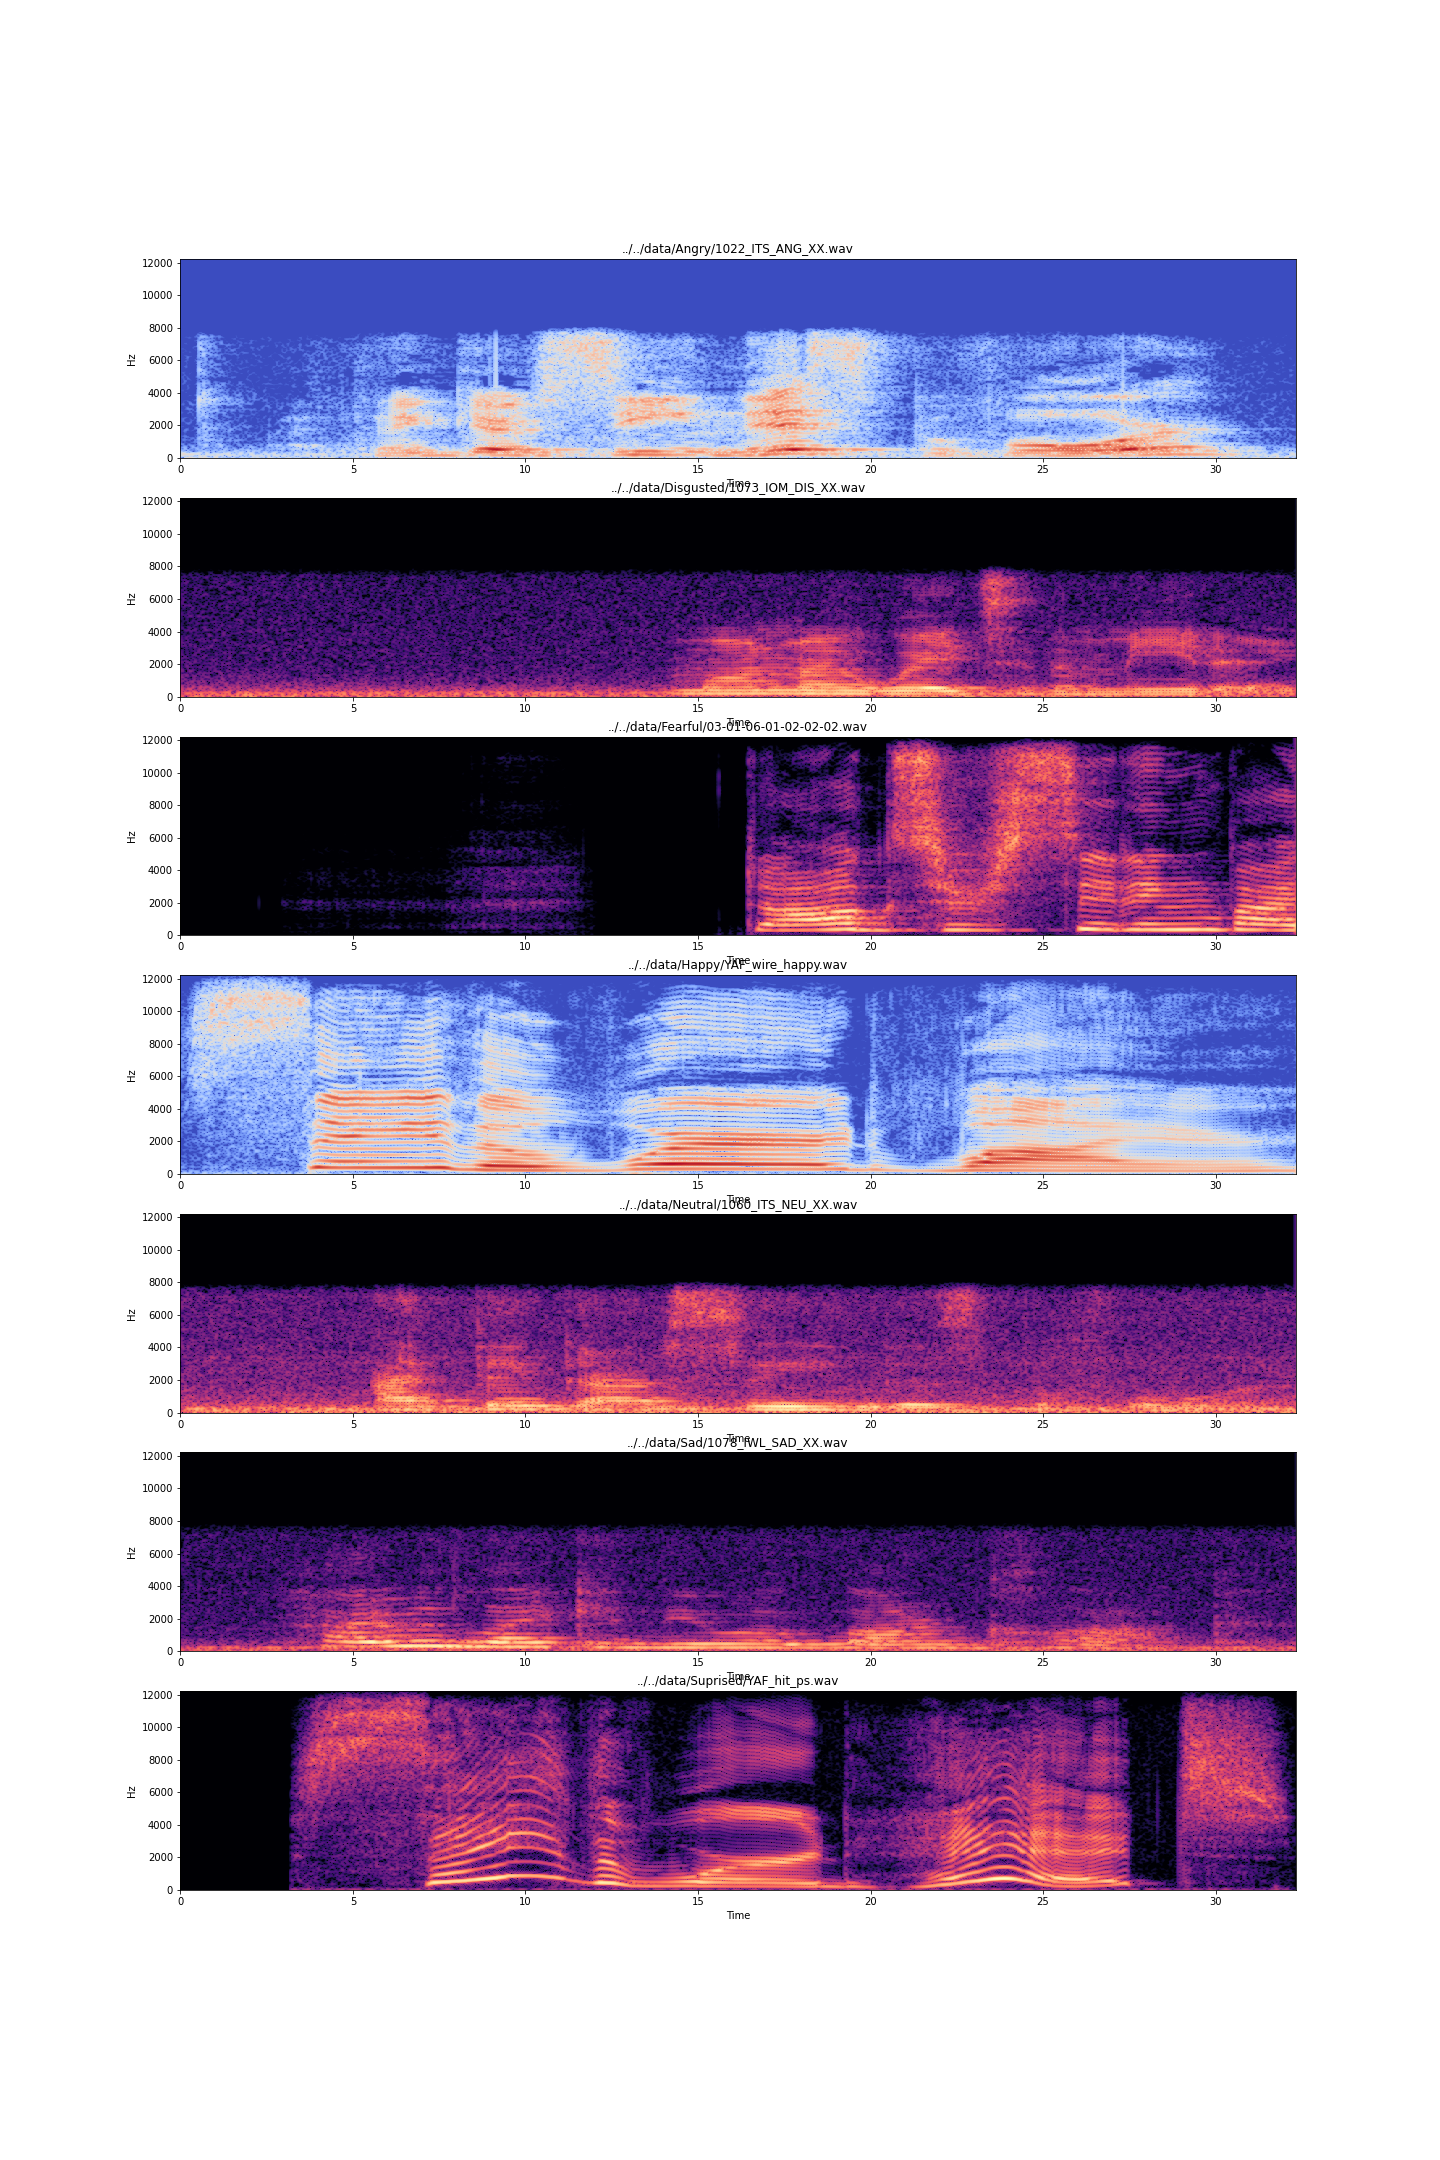 ../../data/Angry/1022_ITS_ANG_XX.wav
12000
10000
8000
6000
4000
2000
0
Hz
0 5 10 15 20 25 30
Time
../../data/Disgusted/1073_IOM_DIS_XX.wav
12000
10000
8000
6000
4000
2000
0
Hz
0 5 10 15 20 25 30
Time
../../data/Fearful/03-01-06-01-02-02-02.wav
12000
10000
8000
6000
4000
2000
0
Hz
0 5 10 15 20 25 30
Time
../../data/Happy/YAF_wire_happy.wav
12000
10000
8000
6000
4000
2000
0
Hz
0 5 10 15 20 25 30
Time
../../data/Neutral/1060_ITS_NEU_XX.wav
12000
10000
8000
6000
4000
2000
0
Hz
0 5 10 15 20 25 30
Time
../../data/Sad/1078_IWL_SAD_XX.wav
12000
10000
8000
6000
4000
2000
0
Hz
0 5 10 15 20 25 30
Time
../../data/Suprised/YAF_hit_ps.wav
12000
10000
8000
6000
4000
2000
0
Hz
0 5 10 15 20 25 30
Time